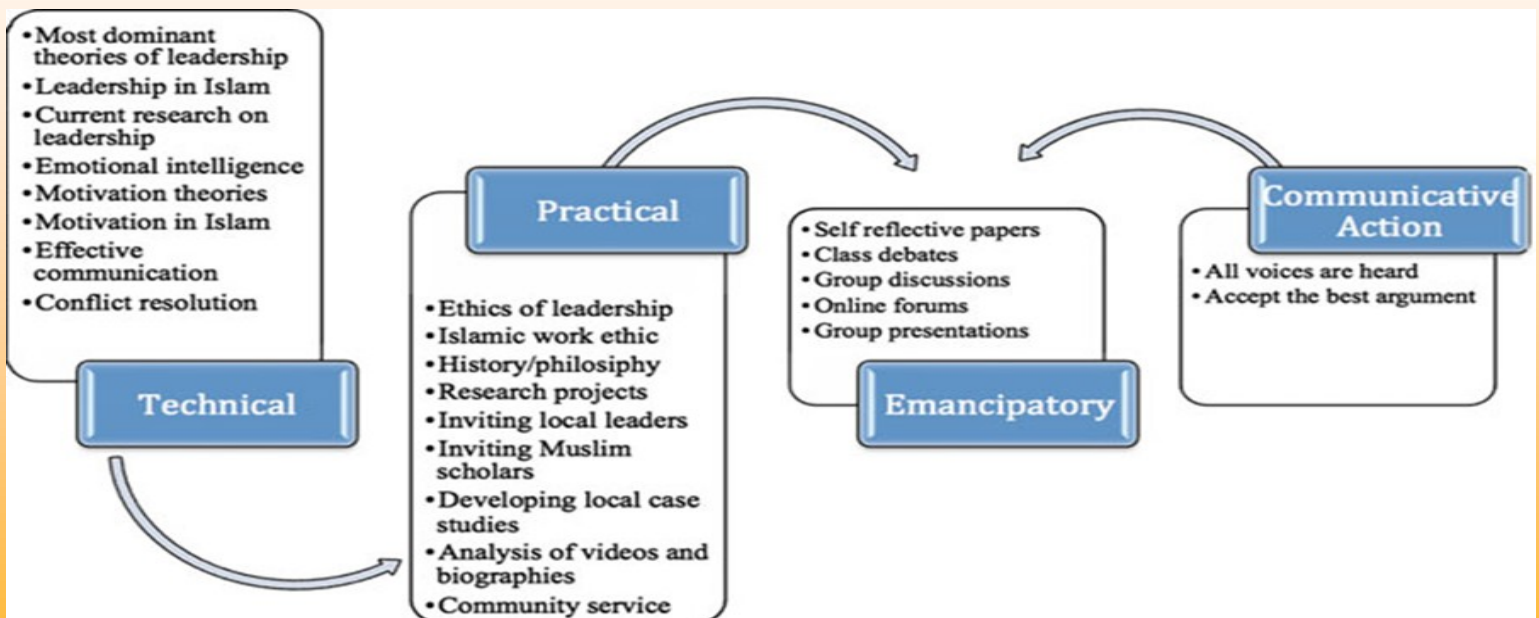 •Most dominant
theories of leadership
•Leadership in Islam
•Current research on
leadership
•Emotional intelligence
•Motivation theories
•Motivation in Islam
•Effective
communication
•Conflict resolution
Technical
Practical
•Ethics of leadership
•Islamic work ethic
•History/philosiphy
•Research projects
•Inviting local leaders
•Inviting Muslim
scholars
•Developing local case
studies
•Analysis of videos and
biographies
•Community service
•Self reflective papers
•Class debates
•Group discussions
•Online forums
•Group presentations
Emancipatory
Communicative
Action
•All voices are heard
•Accept the best argument